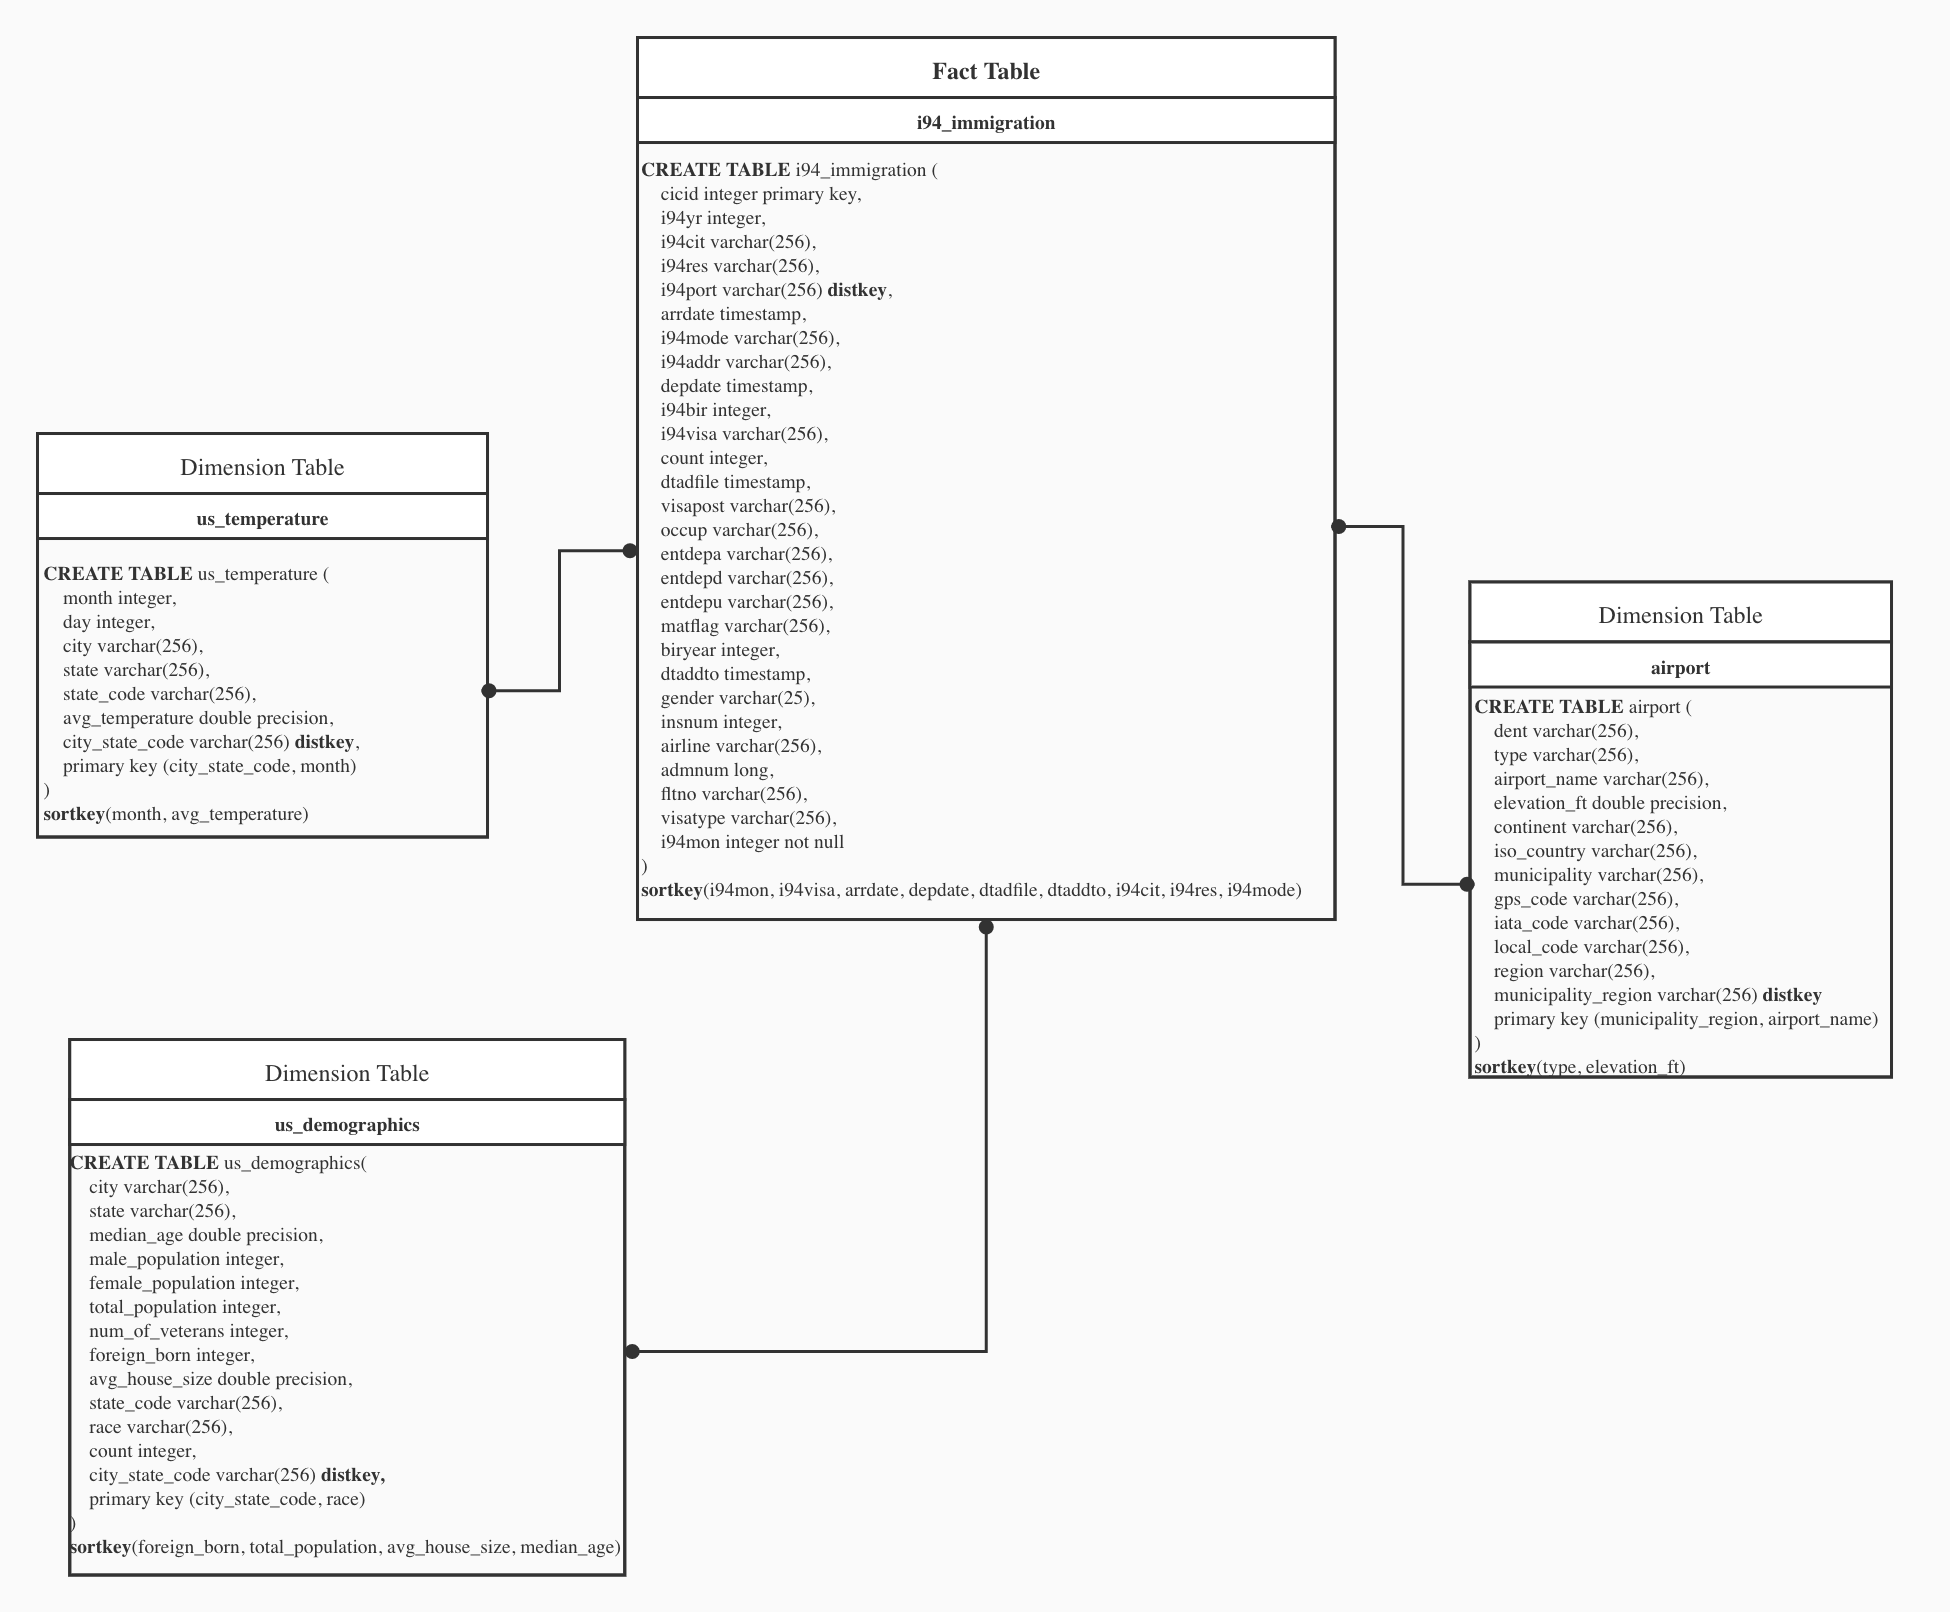 Fact Table
i94_immigration
CREATE TABLE i94_immigration (
cicid integer primary key,
i94yr integer,
i94cit varchar(256),
i94res varchar(256),
i94port varchar(256) distkey,
arrdate timestamp,
i94mode varchar(256),
i94addr varchar(256),
depdate timestamp,
i94bir integer,
i94visa varchar(256),
count integer,
dtadfile timestamp,
visapost varchar(256),
occup varchar(256),
entdepa varchar(256),
entdepd varchar(256),
entdepu varchar(256),
matflag varchar(256),
biryear integer,
dtaddto timestamp,
gender varchar(25),
insnum integer,
airline varchar(256),
admnum long,
fltno varchar(256),
visatype varchar(256),
i94mon integer not null
)
sortkey(i94mon, i94visa, arrdate, depdate, dtadfile, dtaddto, i94cit, i94res, i94mode)
Dimension Table
us_temperature
CREATE TABLE us_temperature (
month integer,
day integer,
city varchar(256),
state varchar(256),
state_code varchar(256),
avg_temperature double precision,
city_state_code varchar(256) distkey,
primary key (city_state_code, month)
)
sortkey(month, avg_temperature)
Dimension Table
airport
CREATE TABLE airport (
dent varchar(256),
type varchar(256),
airport_name varchar(256),
elevation_ft double precision,
continent varchar(256),
iso_country varchar(256),
municipality varchar(256),
gps_code varchar(256),
iata_code varchar(256),
local_code varchar(256),
region varchar(256),
municipality_region varchar(256) distkey
primary key (municipality_region, airport_name)
)
sortkey(type, elevation_ft)
Dimension Table
us_demographics
CREATE TABLE us_demographics(
city varchar(256),
state varchar(256),
median_age double precision,
male_population integer,
female_population integer,
total_population integer,
num_of_veterans integer,
foreign_born integer,
avg_house_size double precision,
state_code varchar(256),
race varchar(256),
count integer,
city_state_code varchar(256) distkey,
primary key (city_state_code, race)
)
sortkey(foreign_born, total_population, avg_house_size, median_age)